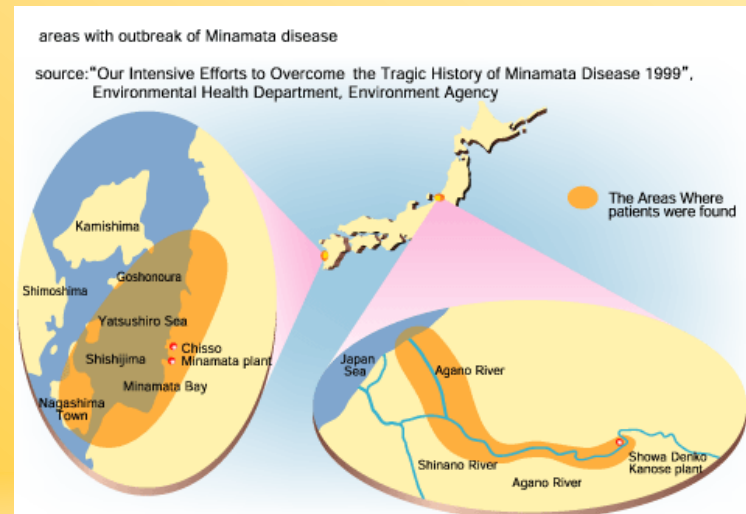 areas with outbreak of Minamata disease
source:"Our Intensive Efforts to Overcome the Tragic History of Minamata Disease 1999",
Environmental Health Department, Environment Agency
Kamishima
Shimoshima
Goshonoura
Yatsushiro Sea
Chisso
Minamata plant
Shishijima
Minamata Bay
Nagashima
Town
The Areas Where
patients were found
Japan
Sea
Agano River
Shinano River
Agano River
Showa Denko
Kanose plant